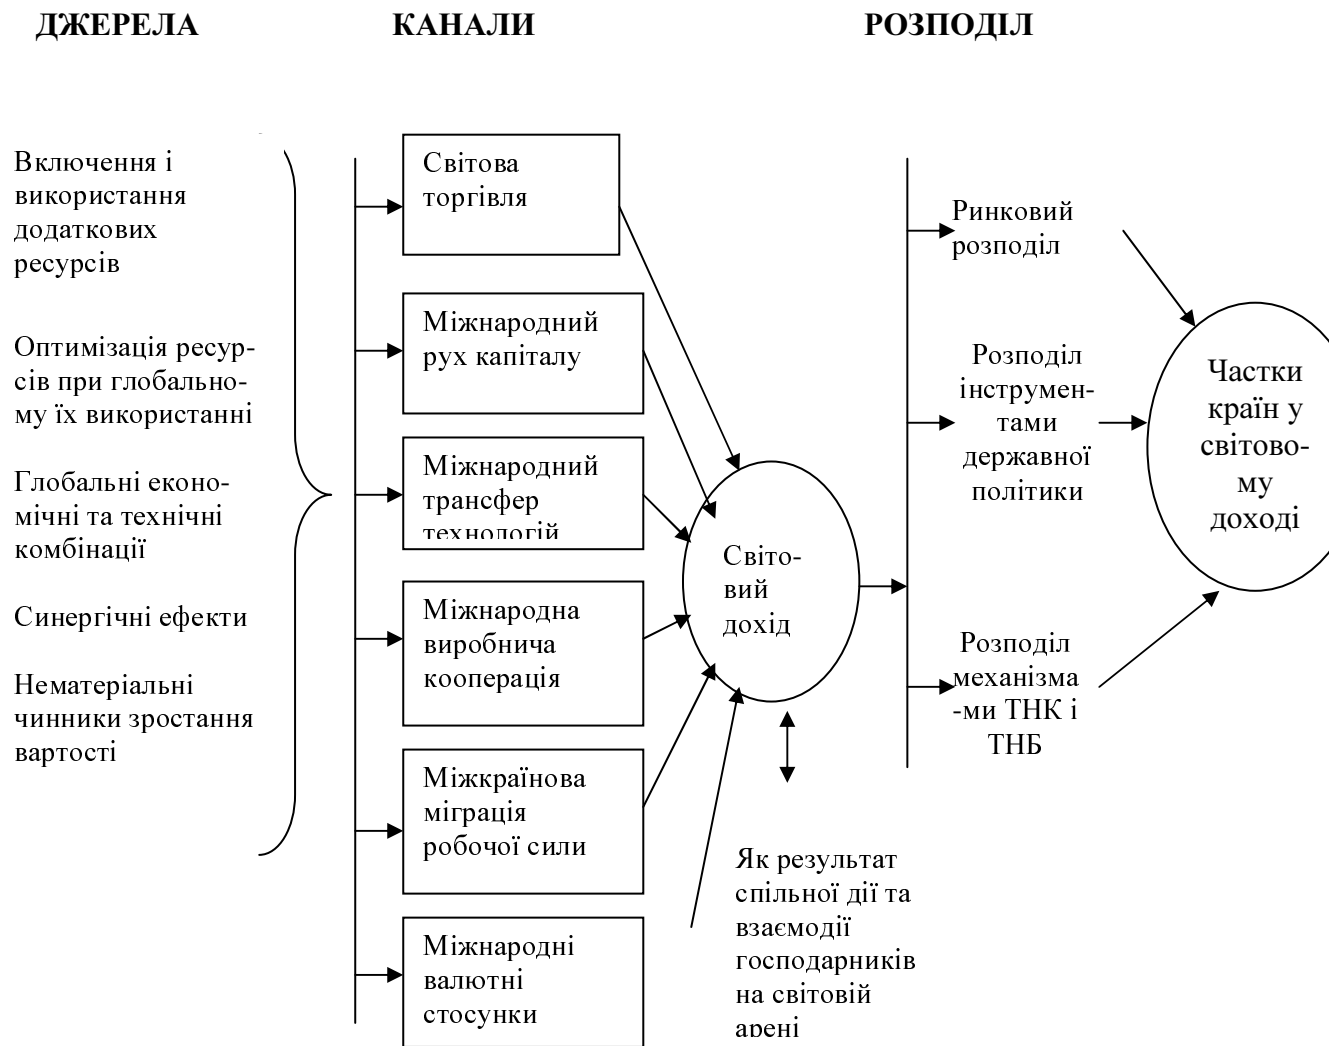 ДЖЕРЕЛА
КАНАЛИ
РОЗПОДІЛ
Включення і
використання
додаткових
ресурсів
Оптимізація ресур-
сів при глобально-
му їх використанні
Глобальні еконо-
мічні та технічні
комбінації
Синергічні ефекти
Нематеріальні
чинники зростання
вартості
Світова
торгівля
Міжнародний
рух капіталу
Міжнародний
трансфер
технологій
Міжнародна
виробнича
кооперація
Міжкраїнова
міграція
робочої сили
Міжнародні
валютні
стосунки
Світо-
вий
дохід
Як результат
спільної дії та
взаємодії
господарників
на світовій
арені
Ринковий
розподіл
Розподіл
інструмен-
тами
державної
політики
Розподіл
механізма
-ми ТНК і
ТНБ
Частки
країн у
світово-
му
доході